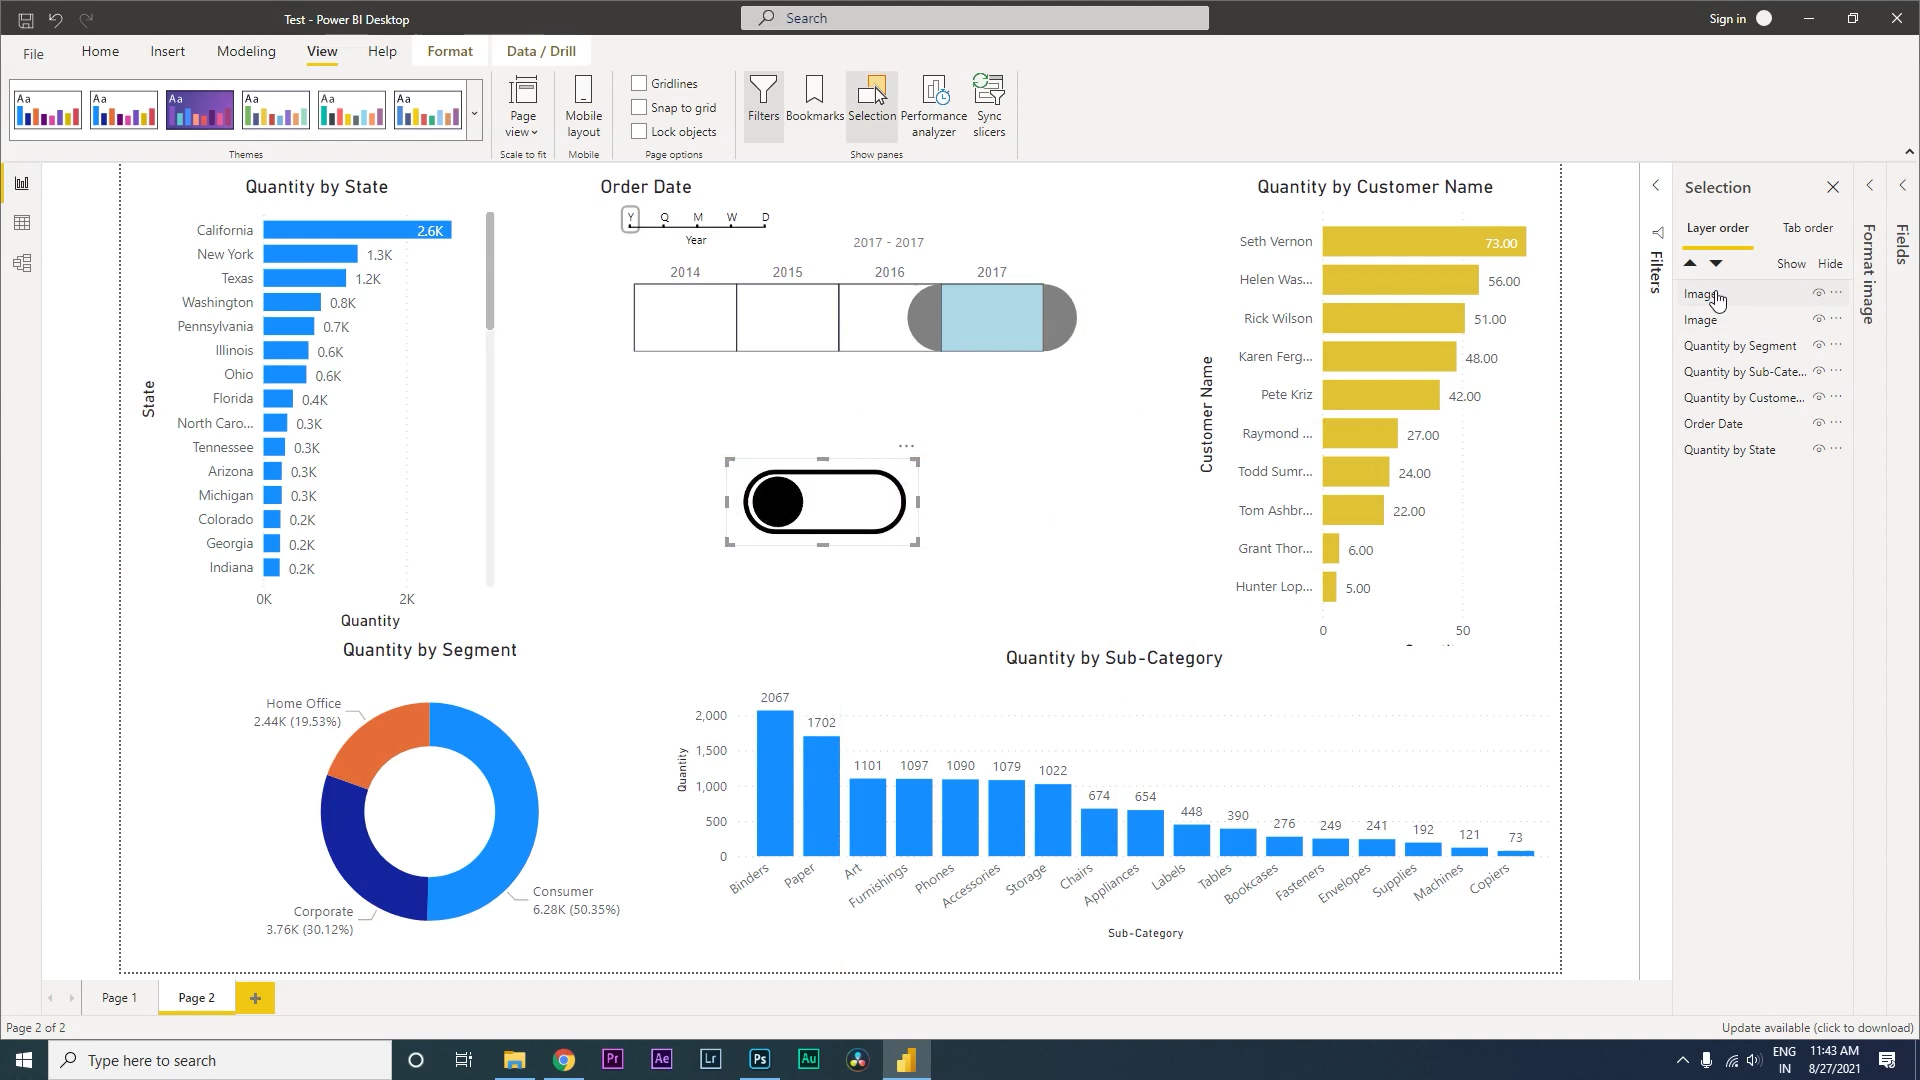 Test - Power BI Desktop
Search
Sign in
File
Home
Insert
Modeling
View
Help
Format
Data / Drill
Aa
Aa
Aa
Aa
Aa
Aa
Themes
Page view
Scale to fit
Mobile layout
Mobile
Gridlines
Snap to grid
Lock objects
Page options
Filters
Bookmarks
Selection
Performance analyzer
Sync slicers
Show panes
Quantity by State
State
California
2.6K
New York
1.3K
Texas
1.2K
Washington
0.8K
Pennsylvania
0.7K
Illinois
0.6K
Ohio
0.6K
Florida
0.4K
North Caro...
0.3K
Tennessee
0.3K
Arizona
0.3K
Michigan
0.3K
Colorado
0.2K
Georgia
0.2K
Indiana
0.2K
0K
2K
Quantity
Order Date
Y Q M W D
Year
2017 - 2017
2014 2015 2016 2017
Quantity by Customer Name
Customer Name
Seth Vernon
73.00
Helen Was...
56.00
Rick Wilson
51.00
Karen Ferg...
48.00
Pete Kriz
42.00
Raymond ...
27.00
Todd Sumr...
24.00
Tom Ashbr...
22.00
Grant Thor...
6.00
Hunter Lop...
5.00
0
50
Quantity by Segment
Home Office
2.44K (19.53%)
Corporate
3.76K (30.12%)
Consumer
6.28K (50.35%)
Quantity by Sub-Category
Quantity
2,000
1,500
1,000
500
0
2067
1702
1101
1097
1090
1079
1022
674
654
448
390
276
249
241
192
121
73
Binders
Paper
Art
Furnishings
Phones
Accessories
Storage
Chairs
Appliances
Labels
Tables
Bookcases
Fasteners
Envelopes
Supplies
Machines
Copiers
Sub-Category
Filters
Selection
Layer order
Tab order
Show
Hide
Image
Image
Quantity by Segment
Quantity by Sub-Cate...
Quantity by Custome...
Order Date
Quantity by State
Format image
Fields
Page 1
Page 2
Page 2 of 2
Update available (click to download)
Type here to search
Pr
Ae
Lr
Ps
Au
ENG
IN
11:43 AM
8/27/2021